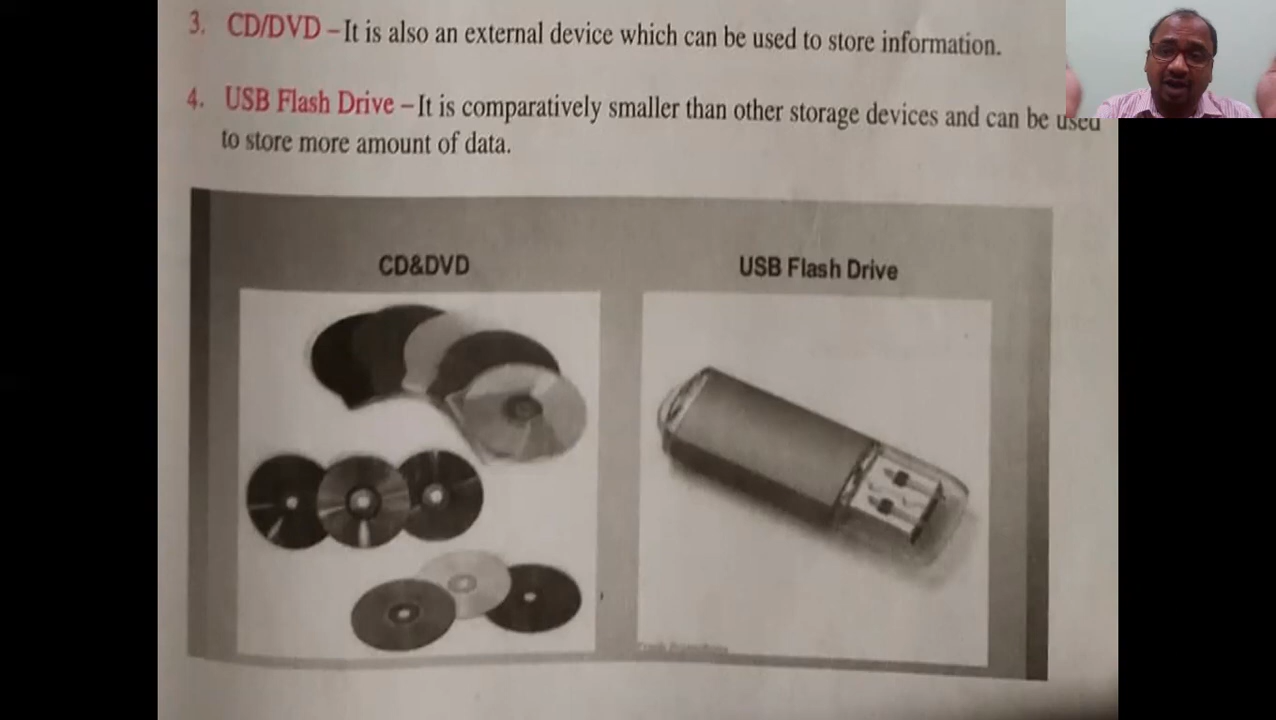 3. CD/DVD – It is also an external device which can be used to store information.
4. USB Flash Drive – It is comparatively smaller than other storage devices and can be used
to store more amount of data.
CD&DVD
USB Flash Drive